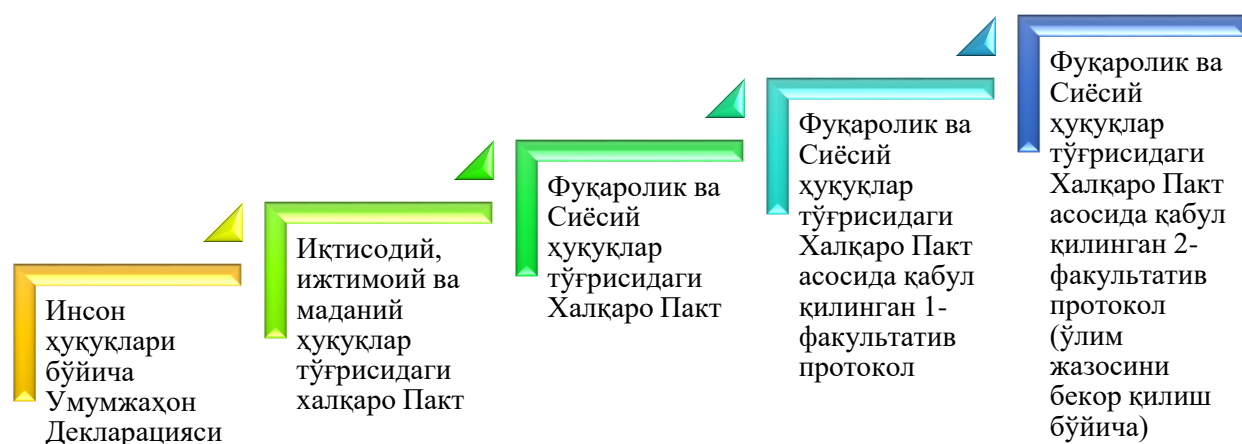 Инсон
ҳуқуқлари
бўйича
Умумжаҳон
Декларацияси
Иқтисодий,
ижтимоий ва
маданий
ҳуқуқлар
тўғрисидаги
халқаро Пакт
Фуқаролик ва
Сиёсий
ҳуқуқлар
тўғрисидаги
Халқаро Пакт
Фуқаролик ва
Сиёсий
ҳуқуқлар
тўғрисидаги
Халқаро Пакт
асосида қабул
қилинган 1-
факультатив
протокол
Фуқаролик ва
Сиёсий
ҳуқуқлар
тўғрисидаги
Халқаро Пакт
асосида қабул
қилинган 2-
факультатив
протокол
(ўлим
жазосини
бекор қилиш
бўйича)